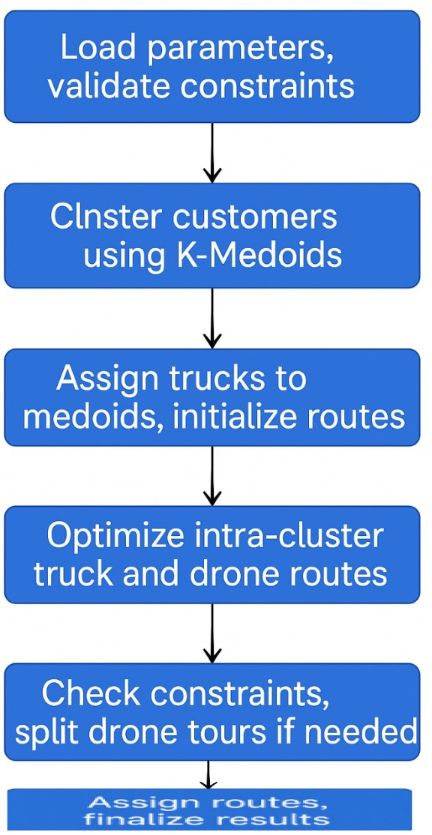 Load parameters,
validate constraints
Clnster customers
using K-Medoids
Assign trucks to
medoids, initialize routes
Optimize intra-cluster
truck and drone routes
Check constraints,
split drone tours if needed
Assign routes,
finalize results